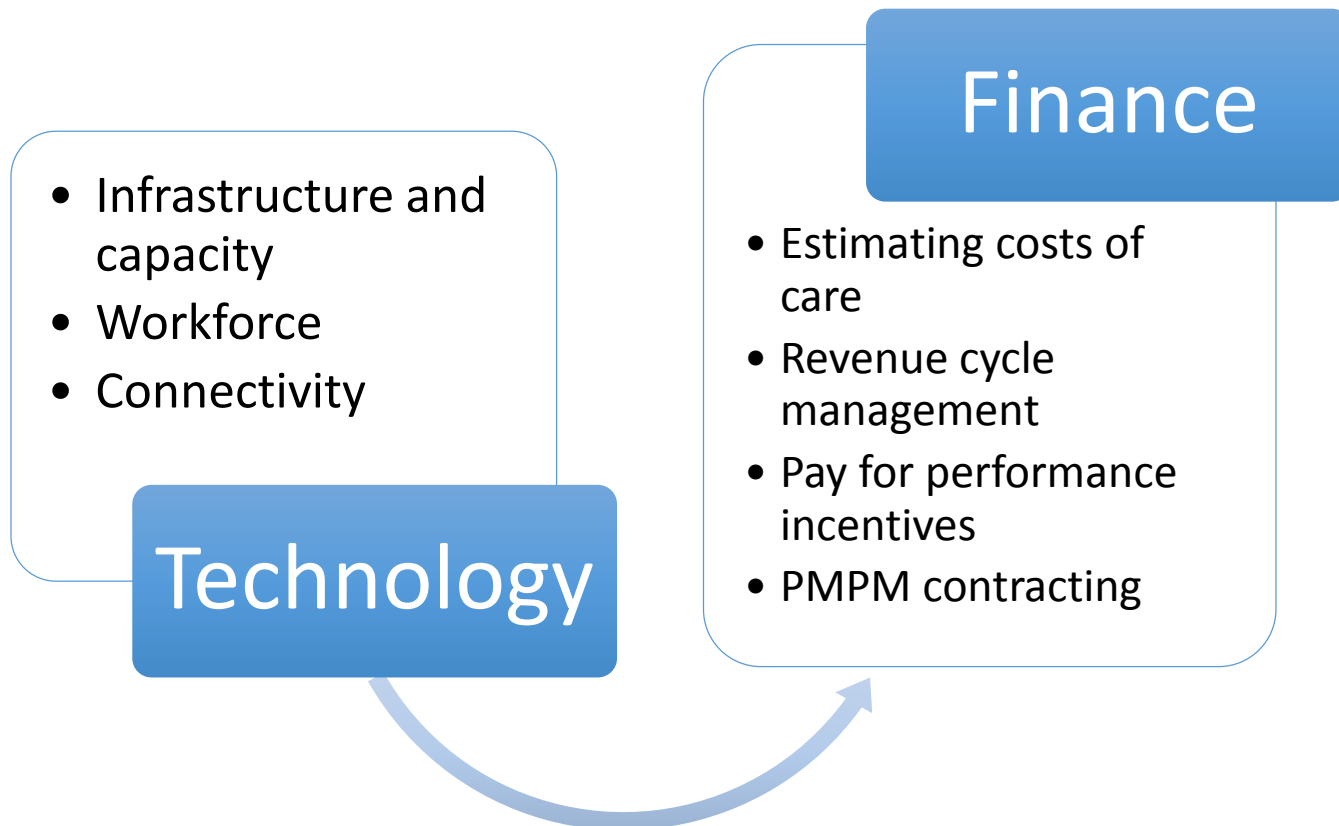 • Infrastructure and
capacity
• Workforce
• Connectivity
Technology
Finance
• Estimating costs of
care
• Revenue cycle
management
• Pay for performance
incentives
• PMPM contracting